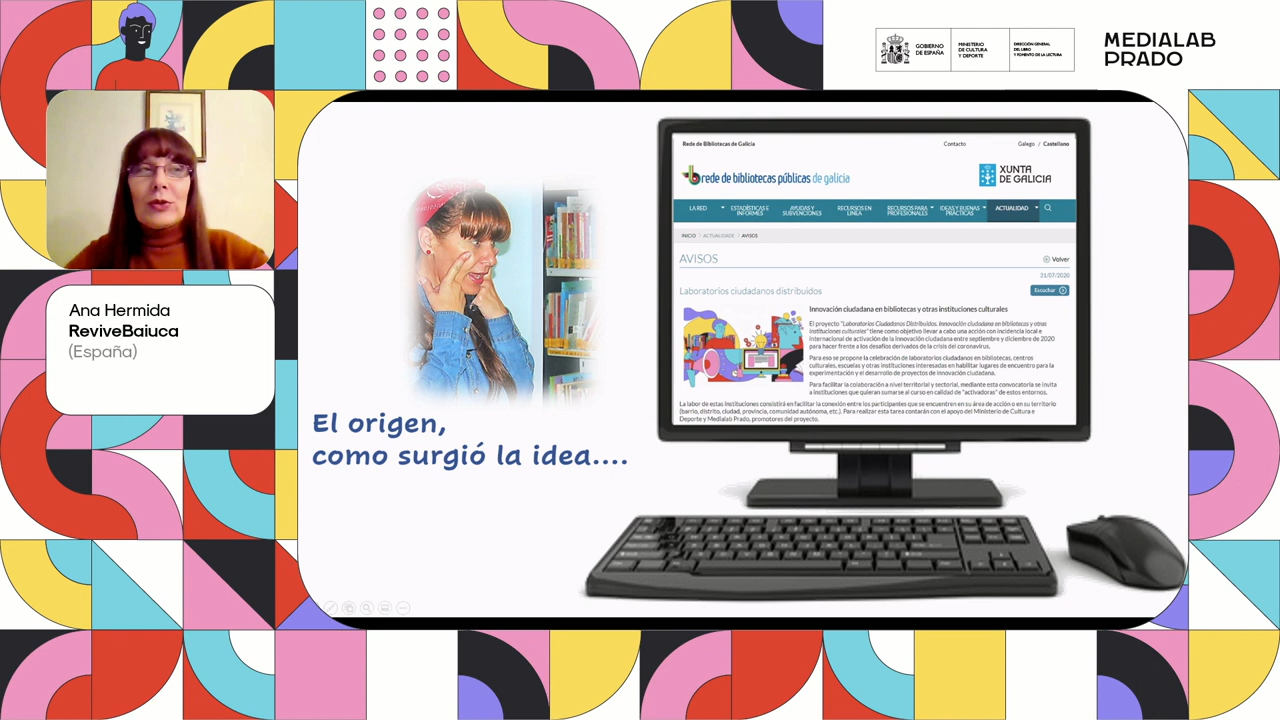 GOBIERNO
DE ESPAÑA
MINISTERIO
DE CULTURA
Y DEPORTE
DIRECCIÓN GENERAL
DEL LIBRO
Y FOMENTO DE LA LECTURA
MEDIALAB
PRADO
Ana Hermida
ReviveBaiuca
(España)
El origen,
como surgió la idea....
Rede de Bibliotecas de Galicia
Contacto
Galego / Castellano
rede de bibliotecas públicas de galicia
XUNTA
DE GALICIA
LA RED
ESTADÍSTICAS E
INFORMES
AYUDAS Y
SUBVENCIONES
RECURSOS EN
LINEA
RECURSOS PARA
PROFESIONALES
IDEAS Y BUENAS
PRÁCTICAS
ACTUALIDAD
INICIO / ACTUALIDADE / AVISOS
AVISOS
Volver
31/07/2020
Laboratorios ciudadanos distribuidos
Escuchar
Innovación ciudadana en bibliotecas y otras instituciones culturales
El proyecto "Laboratorios Ciudadanos Distribuidos. Innovación ciudadana en bibliotecas y otras
instituciones culturales" tiene como objetivo llevar a cabo una acción con incidencia local e
internacional de activación de la innovación ciudadana entre septiembre y diciembre de 2020
para hacer frente a los desafíos derivados de la crisis del coronavirus.
Para eso se propone la celebración de laboratorios ciudadanos en bibliotecas, centros
culturales, escuelas y otras instituciones interesadas en habilitar lugares de encuentro para la
experimentación y el desarrollo de proyectos de innovación ciudadana.
Para facilitar la colaboración a nivel territorial y sectorial, mediante esta convocatoria se invita
a instituciones que quieran sumarse al curso en calidad de "activadoras" de estos entornos.
La labor de estas instituciones consistirá en facilitar la conexión entre los participantes que se encuentren en su área de acción o en su territorio
(barrio, distrito, ciudad, provincia, comunidad autónoma, etc.). Para realizar esta tarea contarán con el apoyo del Ministerio de Cultura e
Deporte y Medialab Prado, promotores del proyecto.